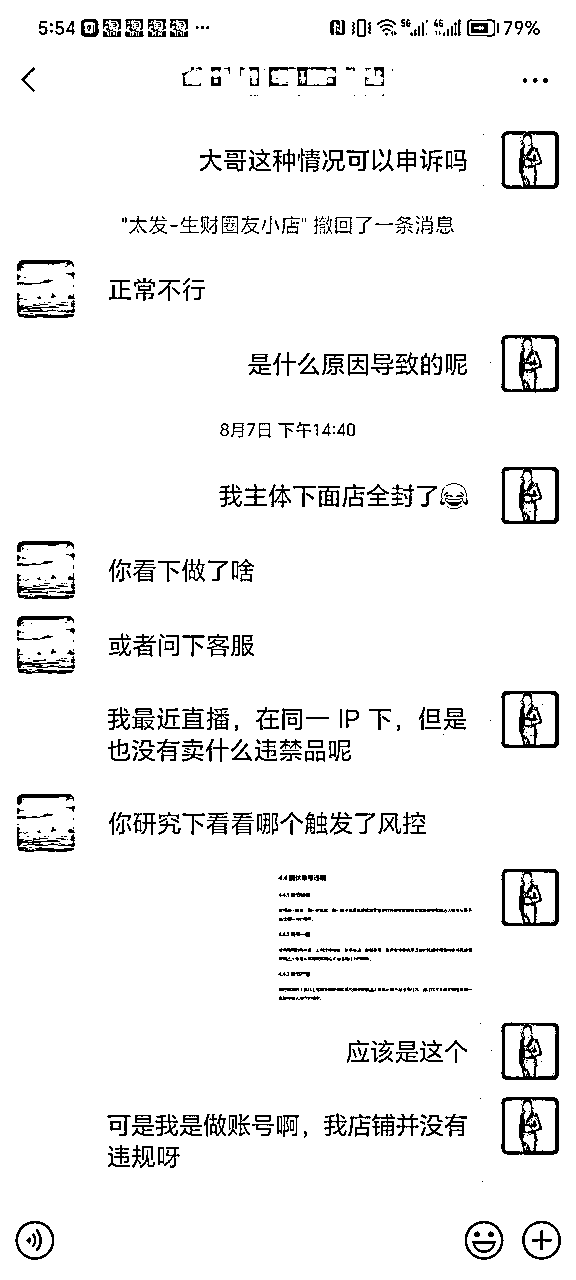 5:54
79%
大哥这种情况可以申诉吗
"太发-生财圈友小店" 撤回了一条消息
正常不行
是什么原因导致的呢
8月7日 下午14:40
我主体下面店全封了😂
你看下做了啥
或者问下客服
我最近直播，在同一 IP 下，但是
也没有卖什么违禁品呢
你研究下看看哪个触发了风控
应该是这个
可是我是做账号啊，我店铺并没有
违规呀